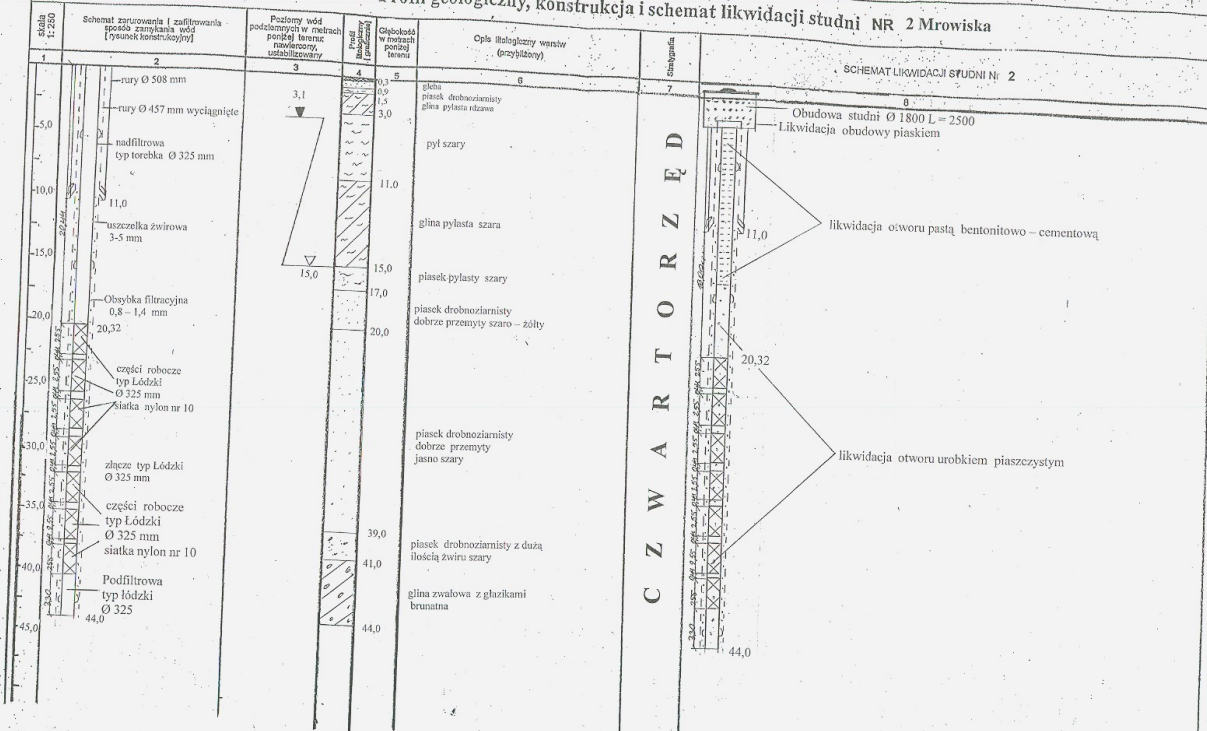 geologiczny, konstrukcja i schemat likwidacji studni NR 2 Mrowiska
skala
1:250
Schemat zarurowania i zafiltrowania
sposób zamykania wód
[rysunek konstrukcyjny]
Poziomy wód
podziemnych w metrach
poniżej terenu:
nawiercony,
ustabilizowany
Profil
litologiczny
[graficznie]
Głębokość
w metrach
poniżej
terenu
Opis litologiczny warstw
(przybliżony)
Stratygrafia
SCHEMAT LIKWIDACJI STUDNI Nr 2
1
2
3
4
5
6
7
8
rury Ø 508 mm
rury Ø 457 mm wyciągnięte
nadfiltrowa
typ torebka Ø 325 mm
11,0
uszczelka żwirowa
3-5 mm
Obsybka filtracyjna
0,8 – 1,4 mm
20,32
części robocze
typ Łódzki
Ø 325 mm
siatka nylon nr 10
złącze typ Łódzki
Ø 325 mm
części robocze
typ Łódzki
Ø 325 mm
siatka nylon nr 10
Podfiltrowa
typ łódzki
Ø 325
44,0
-5,0
-10,0
-15,0
-20,0
-25,0
-30,0
-35,0
40,0
45,0
3,1
15,0
0,3
0,9
1,5
3,0
11.0
15,0
17,0
20,0
39,0
41,0
44,0
gleba
piasek drobnoziarnisty
glina pylasta rdzawa
pył szary
glina pylasta szara
piasek pylasty szary
piasek drobnoziarnisty
dobrze przemyty szaro – żółty
piasek drobnoziarnisty
dobrze przemyty
jasno szary
piasek drobnoziarnisty z dużą
ilością żwiru szary
glina zwałowa z głazikami
brunatna
CZWARTORZĘD
Obudowa studni Ø 1800 L = 2500
Likwidacja obudowy piaskiem
11,0
likwidacja otworu pastą bentonitowo – cementową
20,32
likwidacja otworu urobkiem piaszczystym
44,0